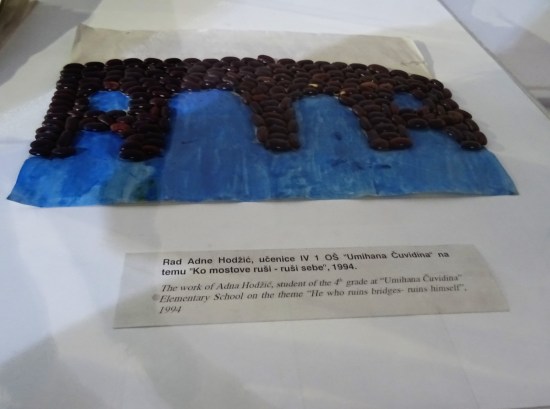 Rad Adne Hodžić, učenice IV 1 OŠ "Umihana Čuvidina" na
temu "Ko mostove ruši - ruši sebe", 1994.
The work of Adna Hodžić, student of the 4th grade at "Umihana Čuvidina"
Elementary School on the theme "He who ruins bridges- ruins himself",
1994